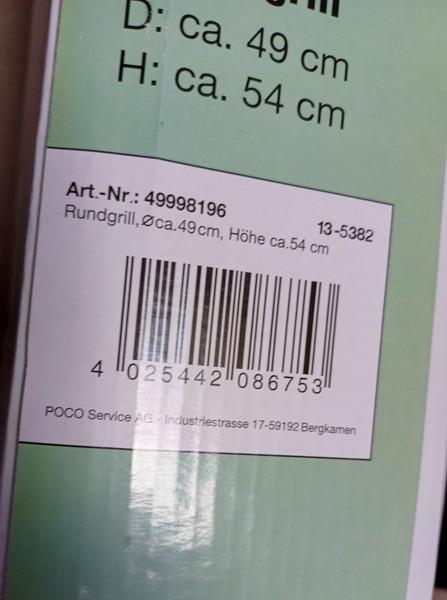 D: ca. 49 cm
H: ca. 54 cm
Art.-Nr.: 49998196
13-5382
Rundgrill,Øca.49cm, Höhe ca.54 cm
4 025442 086753
POCO Service AG - Industriestrasse 17-59192 Bergkamen